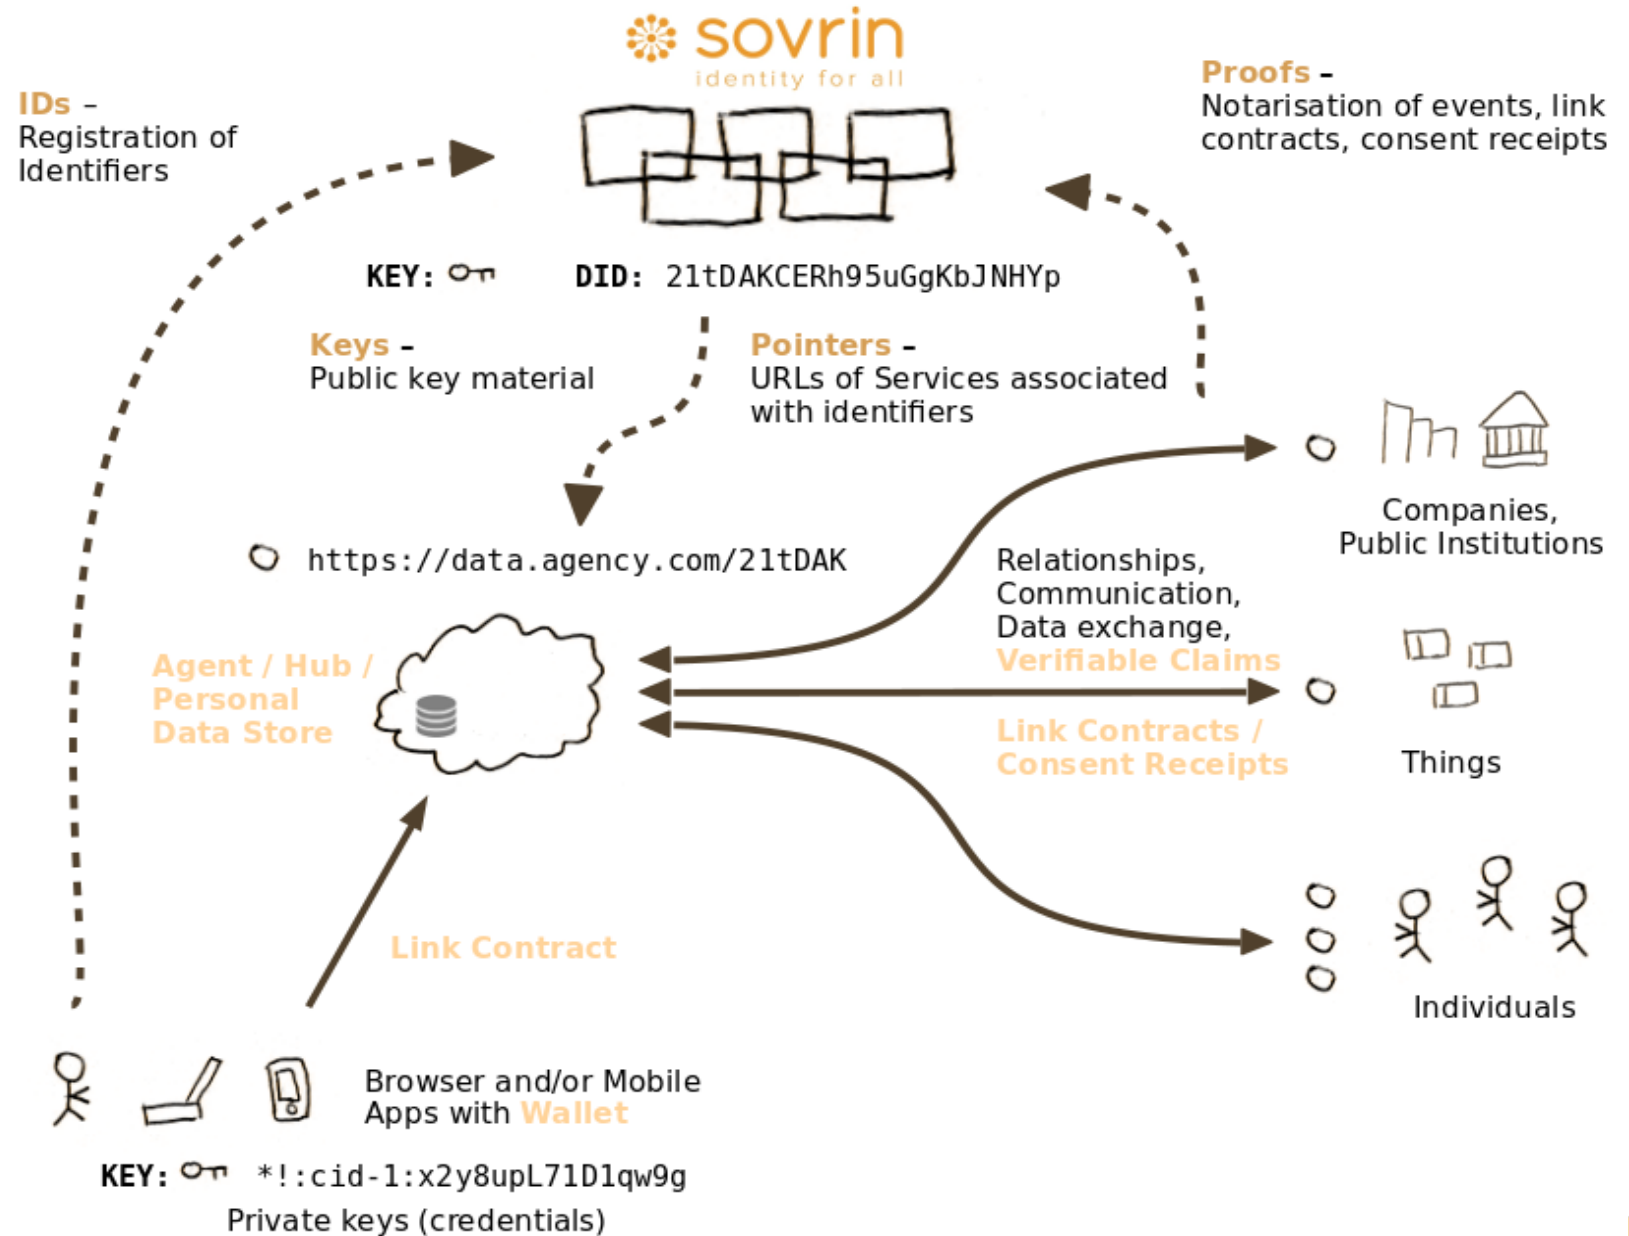 sovrin
identity for all
IDs –
Registration of
Identifiers
Proofs –
Notarisation of events, link
contracts, consent receipts
KEY:
DID: 21tDAKCERh95uGgKbJNHYp
Keys –
Public key material
Pointers –
URLs of Services associated
with identifiers
https://data.agency.com/21tDAK
Companies,
Public Institutions
Relationships,
Communication,
Data exchange,
Verifiable Claims
Link Contracts /
Consent Receipts
Agent / Hub /
Personal
Data Store
Things
Link Contract
Individuals
Browser and/or Mobile
Apps with Wallet
KEY: *!:cid-1:x2y8upL71D1qw9g
Private keys (credentials)